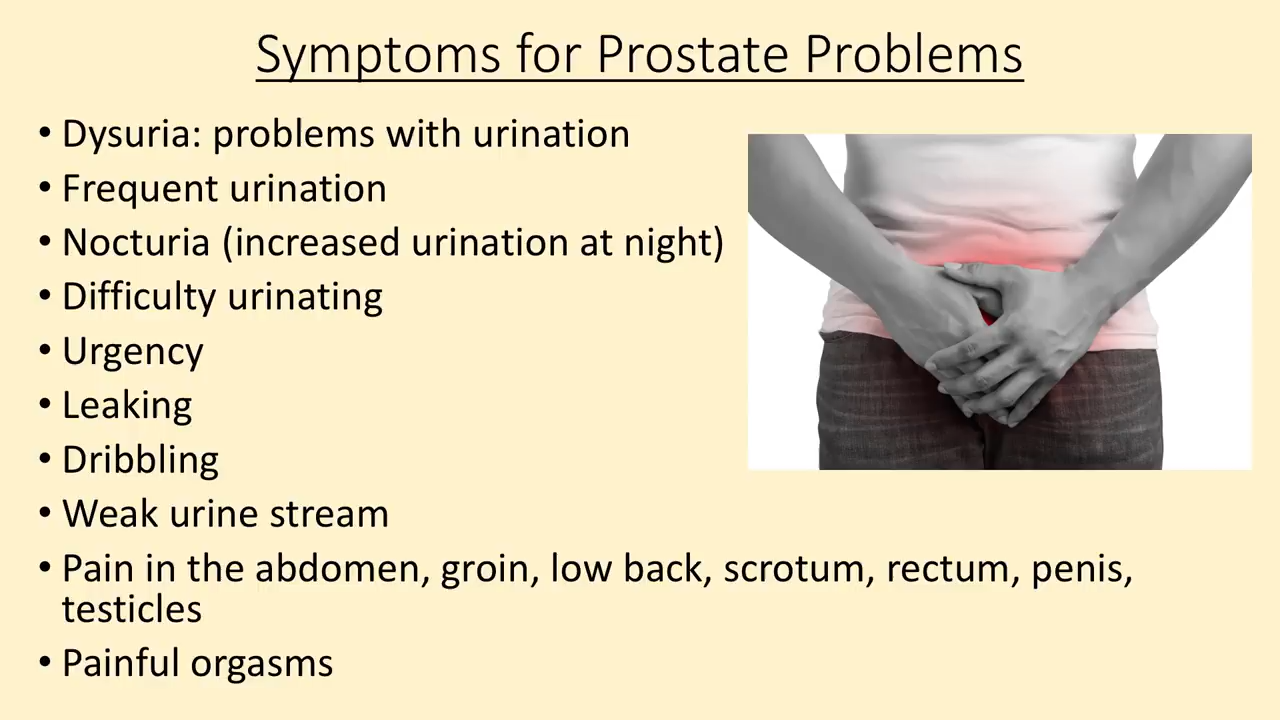 Symptoms for Prostate Problems
• Dysuria: problems with urination
• Frequent urination
• Nocturia (increased urination at night)
• Difficulty urinating
• Urgency
• Leaking
• Dribbling
• Weak urine stream
• Pain in the abdomen, groin, low back, scrotum, rectum, penis,
testicles
• Painful orgasms